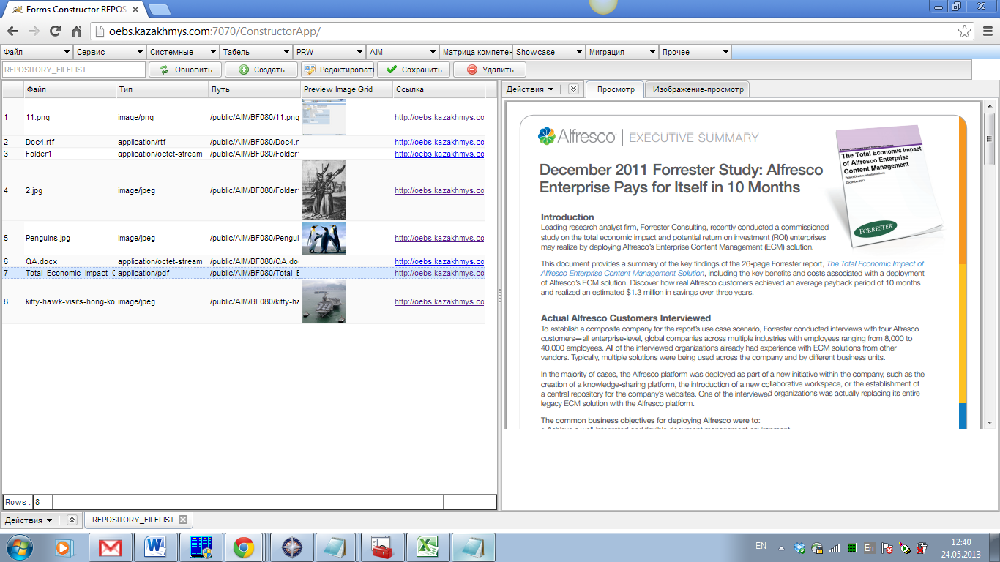 Forms Constructor REPOS
oebs.kazakhmys.com:7070/ConstructorApp/
Файл Сервис Системные Табель PRW AIM Матрица компетен Showcase Миграция Прочее
REPOSITORY_FILELIST Обновить Создать Редактироват Сохранить Удалить
Файл Тип Путь Preview Image Grid Ссылка
1 11.png image/png /public/AIM/BF080/11.png http://oebs.kazakhmys.co
2 Doc4.rtf application/rtf /public/AIM/BF080/Doc4.r http://oebs.kazakhmys.co
3 Folder1 application/octet-stream /public/AIM/BF080/Folder http://oebs.kazakhmys.co
4 2.jpg image/jpeg /public/AIM/BF080/Folder http://oebs.kazakhmys.co
5 Penguins.jpg image/jpeg /public/AIM/BF080/Pengui http://oebs.kazakhmys.co
6 QA.docx application/octet-stream /public/AIM/BF080/QA.do http://oebs.kazakhmys.co
7 Total_Economic_Impact_ application/pdf /public/AIM/BF080/Total_E http://oebs.kazakhmys.co
8 kitty-hawk-visits-hong-ko image/jpeg /public/AIM/BF080/kitty-ha http://oebs.kazakhmys.co
Rows : 8
Действия Просмотр Изображение-просмотр
Alfresco EXECUTIVE SUMMARY
The Total Economic Impact
of Alfresco Enterprise
Content Management
December 2011
FORRESTER
December 2011 Forrester Study: Alfresco
Enterprise Pays for Itself in 10 Months
Introduction
Leading research analyst firm, Forrester Consulting, recently conducted a commissioned
study on the total economic impact and potential return on investment (ROI) enterprises
may realize by deploying Alfresco's Enterprise Content Management (ECM) solution.
This document provides a summary of the key findings of the 26-page Forrester report, The Total Economic Impact of
Alfresco Enterprise Content Management Solution, including the key benefits and costs associated with a deployment
of Alfresco's ECM solution. Discover how real Alfresco customers achieved an average payback period of 10 months
and realized an estimated $1.3 million in savings over three years.
Actual Alfresco Customers Interviewed
To establish a composite company for the report's use case scenario, Forrester conducted interviews with four Alfresco
customers—all enterprise-level, global companies across multiple industries with employees ranging from 8,000 to
40,000 employees. All of the interviewed organizations already had experience with ECM solutions from other
vendors. Typically, multiple solutions were being used across the company and by different business units.
In the majority of cases, the Alfresco platform was deployed as part of a new initiative within the company, such as the
creation of a knowledge-sharing platform, the introduction of a new collaborative workspace, or the establishment of
a central repository for the company's websites. One of the interviewed organizations was actually replacing its entire
legacy ECM solution with the Alfresco platform.
The common business objectives for deploying Alfresco were to:
Действия REPOSITORY_FILELIST
EN En 12:40
24.05.2013